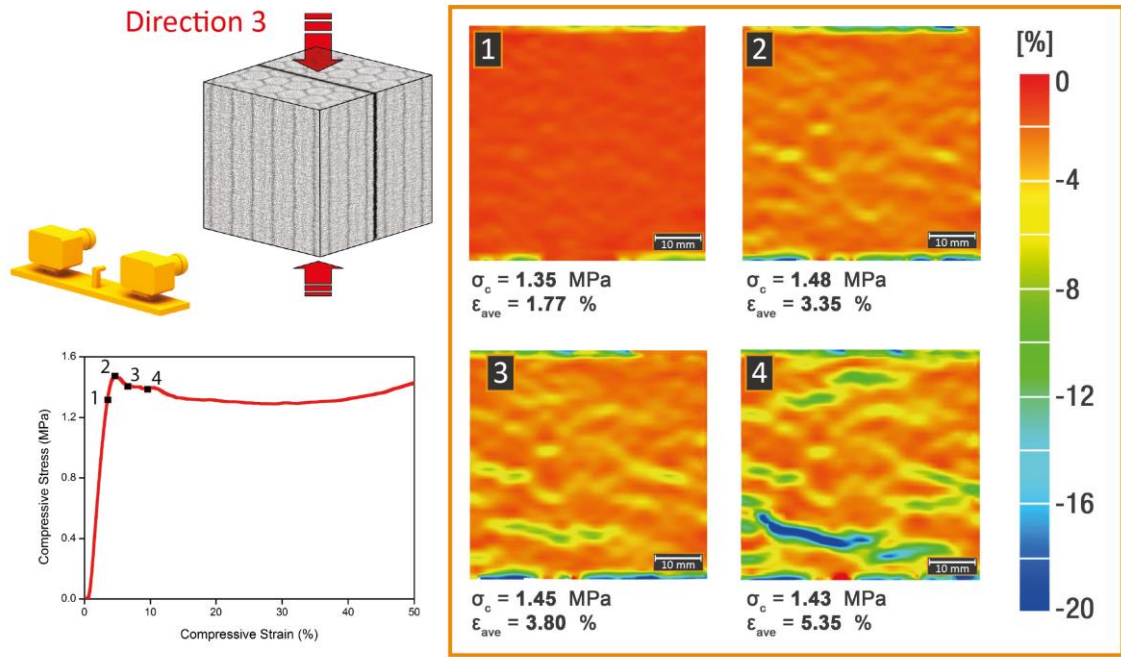 Direction 3
1
σc = 1.35 MPa
εave = 1.77 %
10 mm
2
σc = 1.48 MPa
εave = 3.35 %
10 mm
3
σc = 1.45 MPa
εave = 3.80 %
10 mm
4
σc = 1.43 MPa
εave = 5.35 %
10 mm
[%]
0
-4
-8
-12
-16
-20
Compressive Stress (MPa)
1.6
1.2
0.8
0.4
0.0
1
2
3
4
0 10 20 30 40 50
Compressive Strain (%)